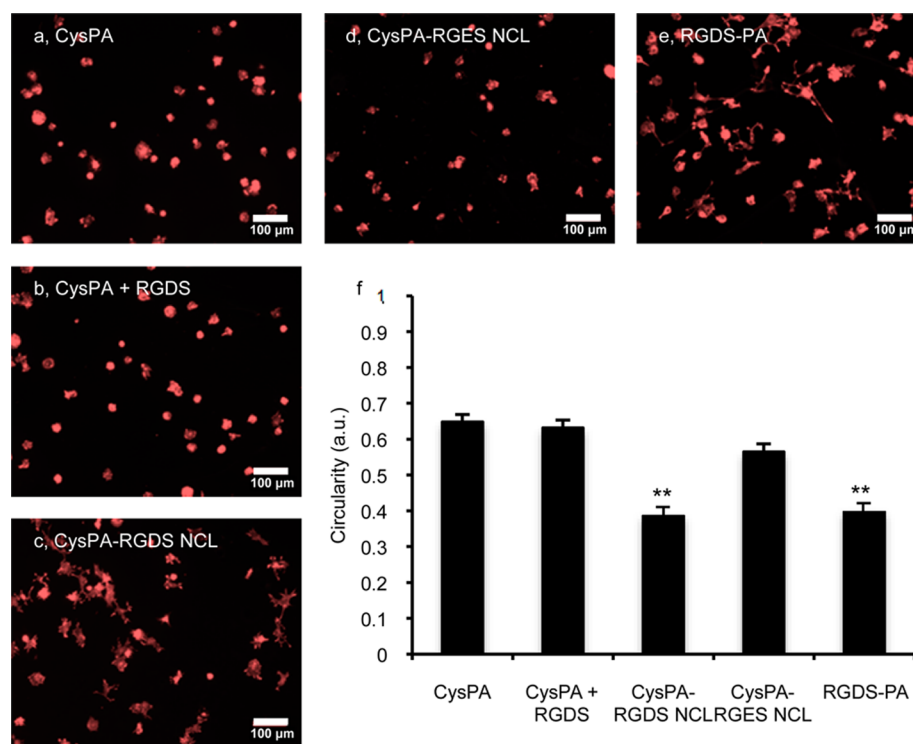 a, CysPA
100 µm
d, CysPA-RGES NCL
100 µm
e, RGDS-PA
100 µm
b, CysPA + RGDS
100 µm
c, CysPA-RGDS NCL
100 µm
f
1
0.9
0.8
0.7
0.6
0.5
0.4
0.3
0.2
0.1
0
Circularity (a.u.)
**
**
CysPA
CysPA +
RGDS
CysPA-
RGDS NCL
CysPA-
RGES NCL
RGDS-PA